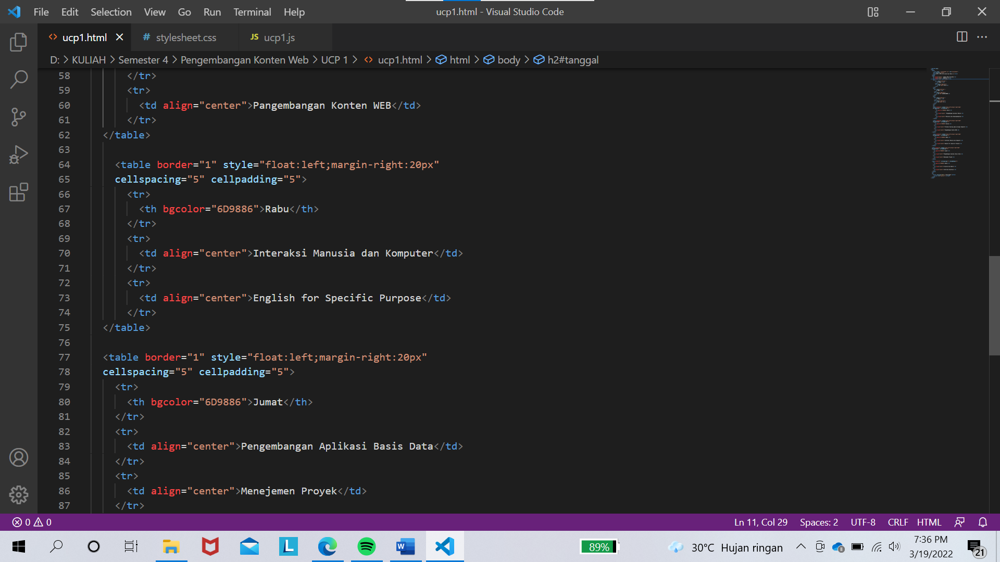 File Edit Selection View Go Run Terminal Help ucp1.html - Visual Studio Code
<> ucp1.html # stylesheet.css JS ucp1.js
D: > KULIAH > Semester 4 > Pengembangan Konten Web > UCP 1 > <> ucp1.html > html > body > h2#tanggal
58 </tr>
59 <tr>
60 <td align="center">Pangembangan Konten WEB</td>
61 </tr>
62 </table>
63
64 <table border="1" style="float:left;margin-right:20px"
65 cellspacing="5" cellpadding="5">
66 <tr>
67 <th bgcolor="6D9886">Rabu</th>
68 </tr>
69 <tr>
70 <td align="center">Interaksi Manusia dan Komputer</td>
71 </tr>
72 <tr>
73 <td align="center">English for Specific Purpose</td>
74 </tr>
75 </table>
76
77 <table border="1" style="float:left;margin-right:20px"
78 cellspacing="5" cellpadding="5">
79 <tr>
80 <th bgcolor="6D9886">Jumat</th>
81 </tr>
82 <tr>
83 <td align="center">Pengembangan Aplikasi Basis Data</td>
84 </tr>
85 <tr>
86 <td align="center">Menejemen Proyek</td>
87 </tr>
0 0 Ln 11, Col 29 Spaces: 2 UTF-8 CRLF HTML
L W 89% 30°C Hujan ringan 7:36 PM
3/19/2022 21